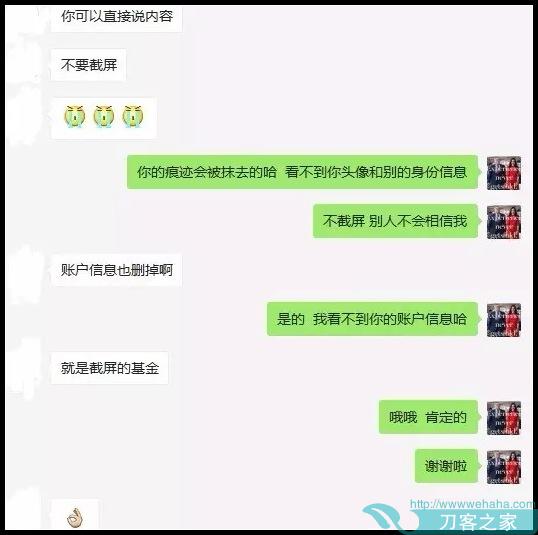 你可以直接说内容
不要截屏
你的痕迹会被抹去的哈 看不到你头像和别的身份信息
不截屏 别人不会相信我
账户信息也删掉啊
是的 我看不到你的账户信息哈
就是截屏的基金
哦哦 肯定的
谢谢啦
http://wwwwehaha.com
刀客之家